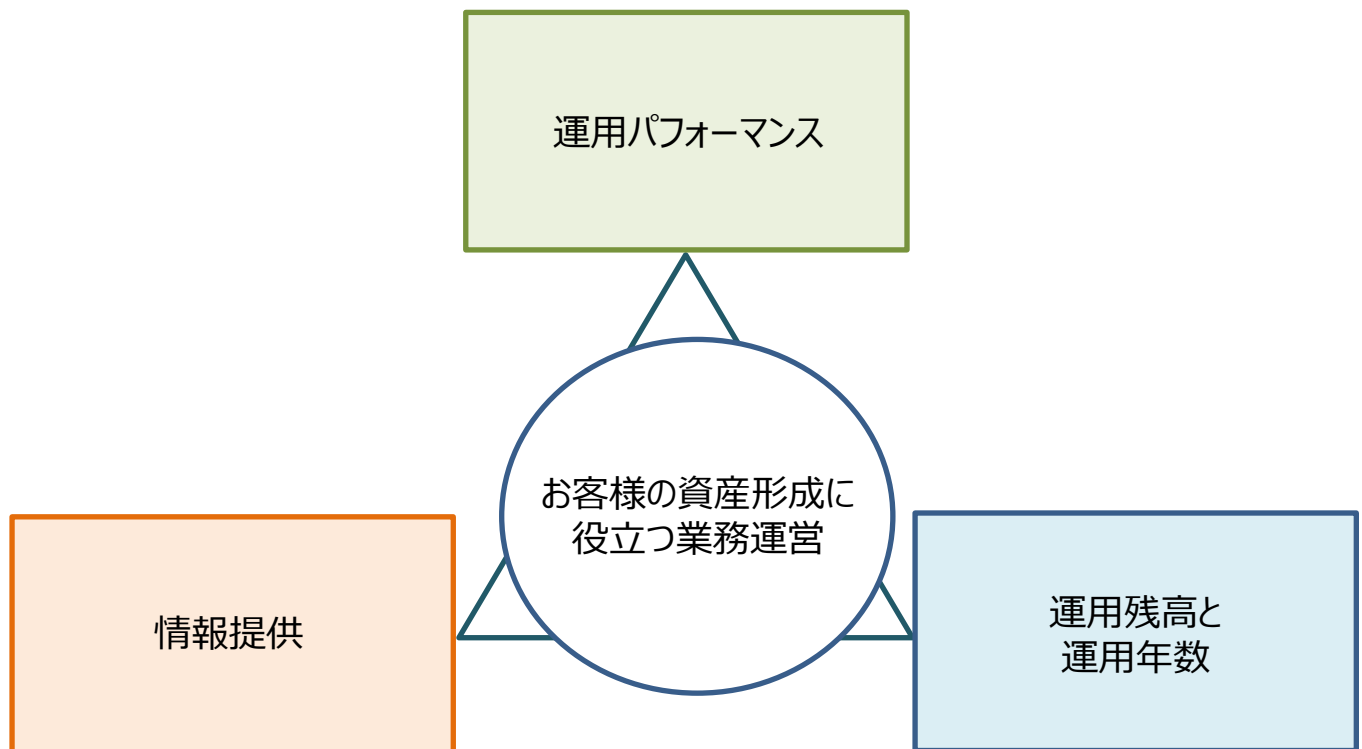 運用パフォーマンス
お客様の資産形成に
役立つ業務運営
情報提供
運用残高と
運用年数